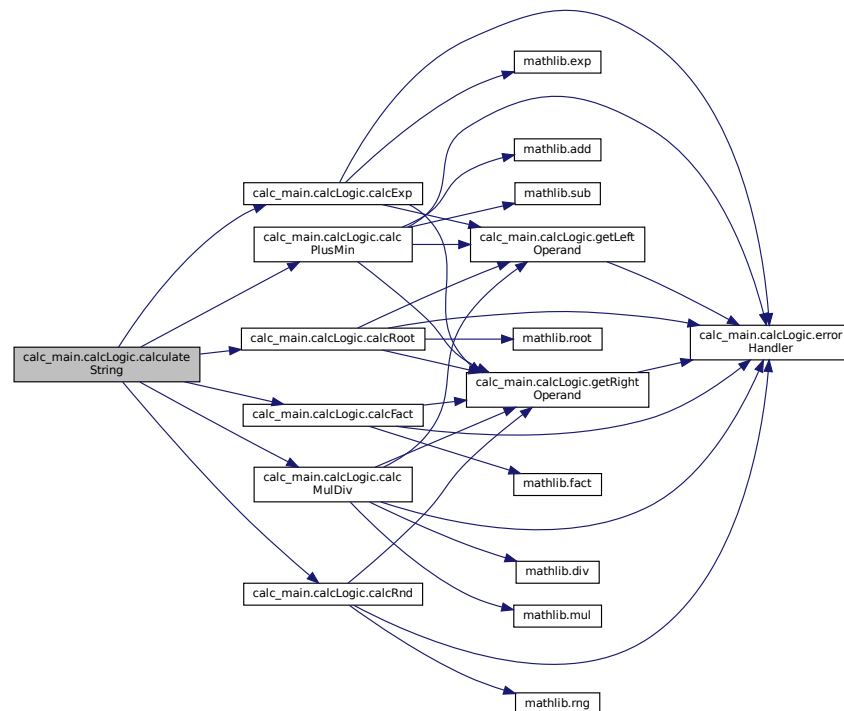 mathlib.exp
mathlib.add
calc_main.calcLogic.calcExp
mathlib.sub
calc_main.calcLogic.calc
PlusMin
calc_main.calcLogic.getLeft
Operand
calc_main.calcLogic.calcRoot
mathlib.root
calc_main.calcLogic.error
Handler
calc_main.calcLogic.calculate
String
calc_main.calcLogic.getRight
Operand
calc_main.calcLogic.calcFact
calc_main.calcLogic.calc
MulDiv
mathlib.fact
mathlib.div
calc_main.calcLogic.calcRnd
mathlib.mul
mathlib.rng